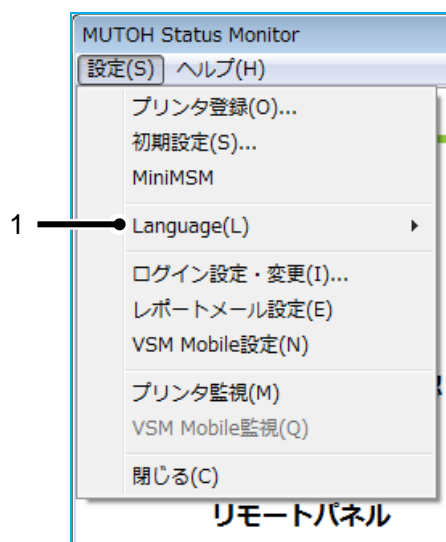 MUTOH Status Monitor
設定(S) ヘルプ(H)
プリンタ登録(O)...
初期設定(S)...
MiniMSM
1
Language(L)
ログイン設定・変更(I)...
レポートメール設定(E)
VSM Mobile設定(N)
プリンタ監視(M)
VSM Mobile監視(Q)
閉じる(C)
リモートパネル